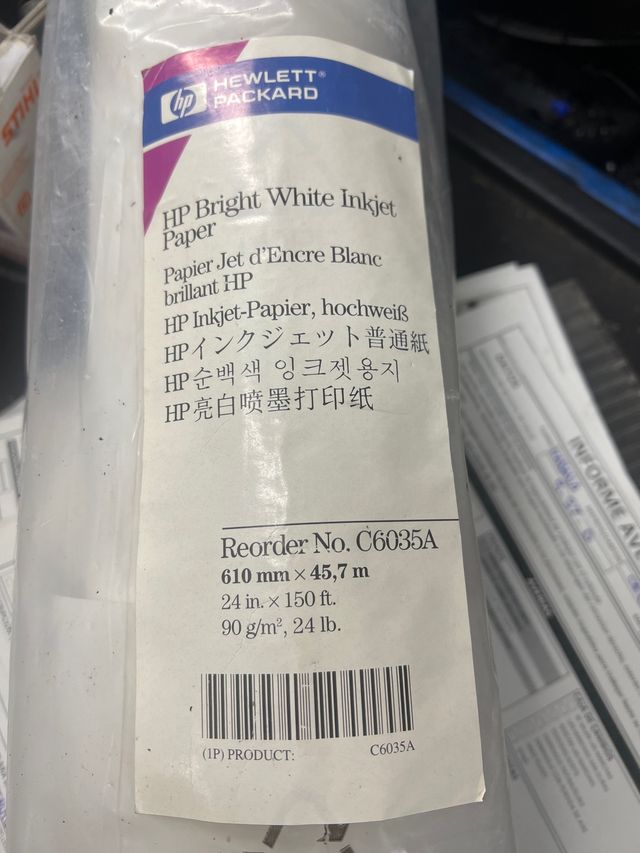 STIHL
hp HEWLETT®
PACKARD
HP Bright White Inkjet
Paper
Papier Jet d'Encre Blanc
brillant HP
HP Inkjet-Papier, hochweiß
HPインクジェット普通紙
HP 순백색 잉크젯용지
HP亮白喷墨打印纸
Reorder No. C6035A
610 mm × 45,7 m
24 in. × 150 ft.
90 g/m², 24 lb.
(1P) PRODUCT: C6035A
INFORME AV